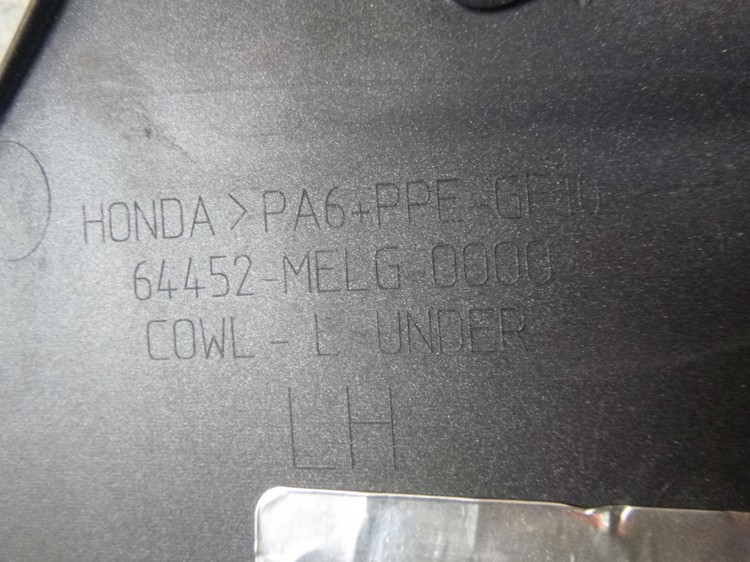 HONDA >PA6+PPE-GF10
64452-MELG-0000
COWL-L UNDER
LH